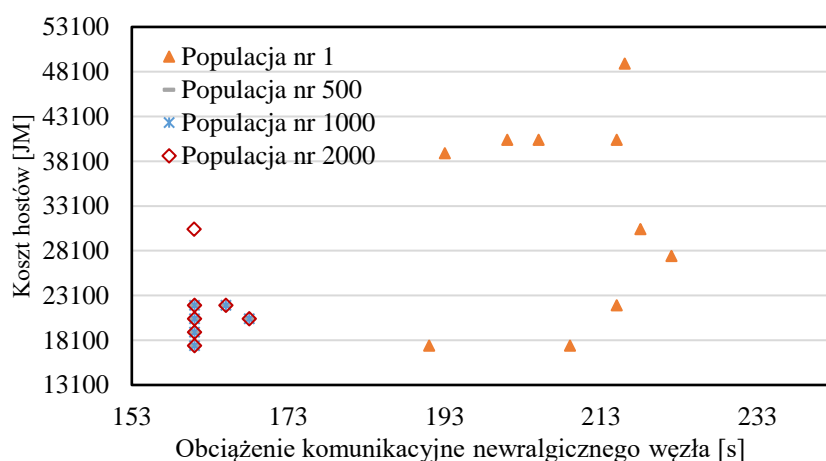 53100
48100
43100
38100
33100
28100
23100
18100
13100
Koszt hostów [JM]
Populacja nr 1
Populacja nr 500
Populacja nr 1000
Populacja nr 2000
153 173 193 213 233
Obciążenie komunikacyjne newralgicznego węzła [s]